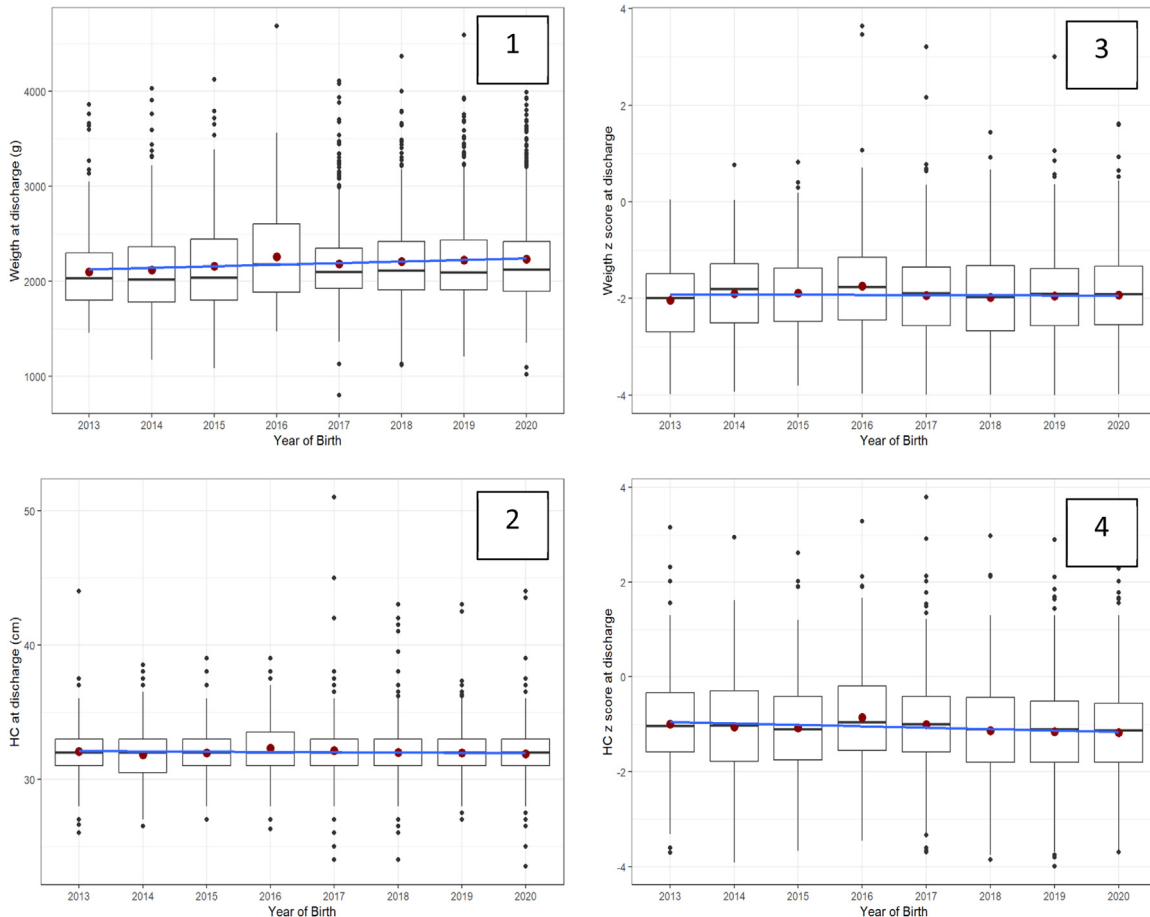 1
Weigth at discharge (g)
4000
3000
2000
1000
2013 2014 2015 2016 2017 2018 2019 2020
Year of Birth
3
Weigth z score at discharge
4
2
0
-2
-4
2013 2014 2015 2016 2017 2018 2019 2020
Year of Birth
2
HC at discharge (cm)
50
40
30
2013 2014 2015 2016 2017 2018 2019 2020
Year of Birth
4
HC z score at discharge
4
2
0
-2
-4
2013 2014 2015 2016 2017 2018 2019 2020
Year of Birth